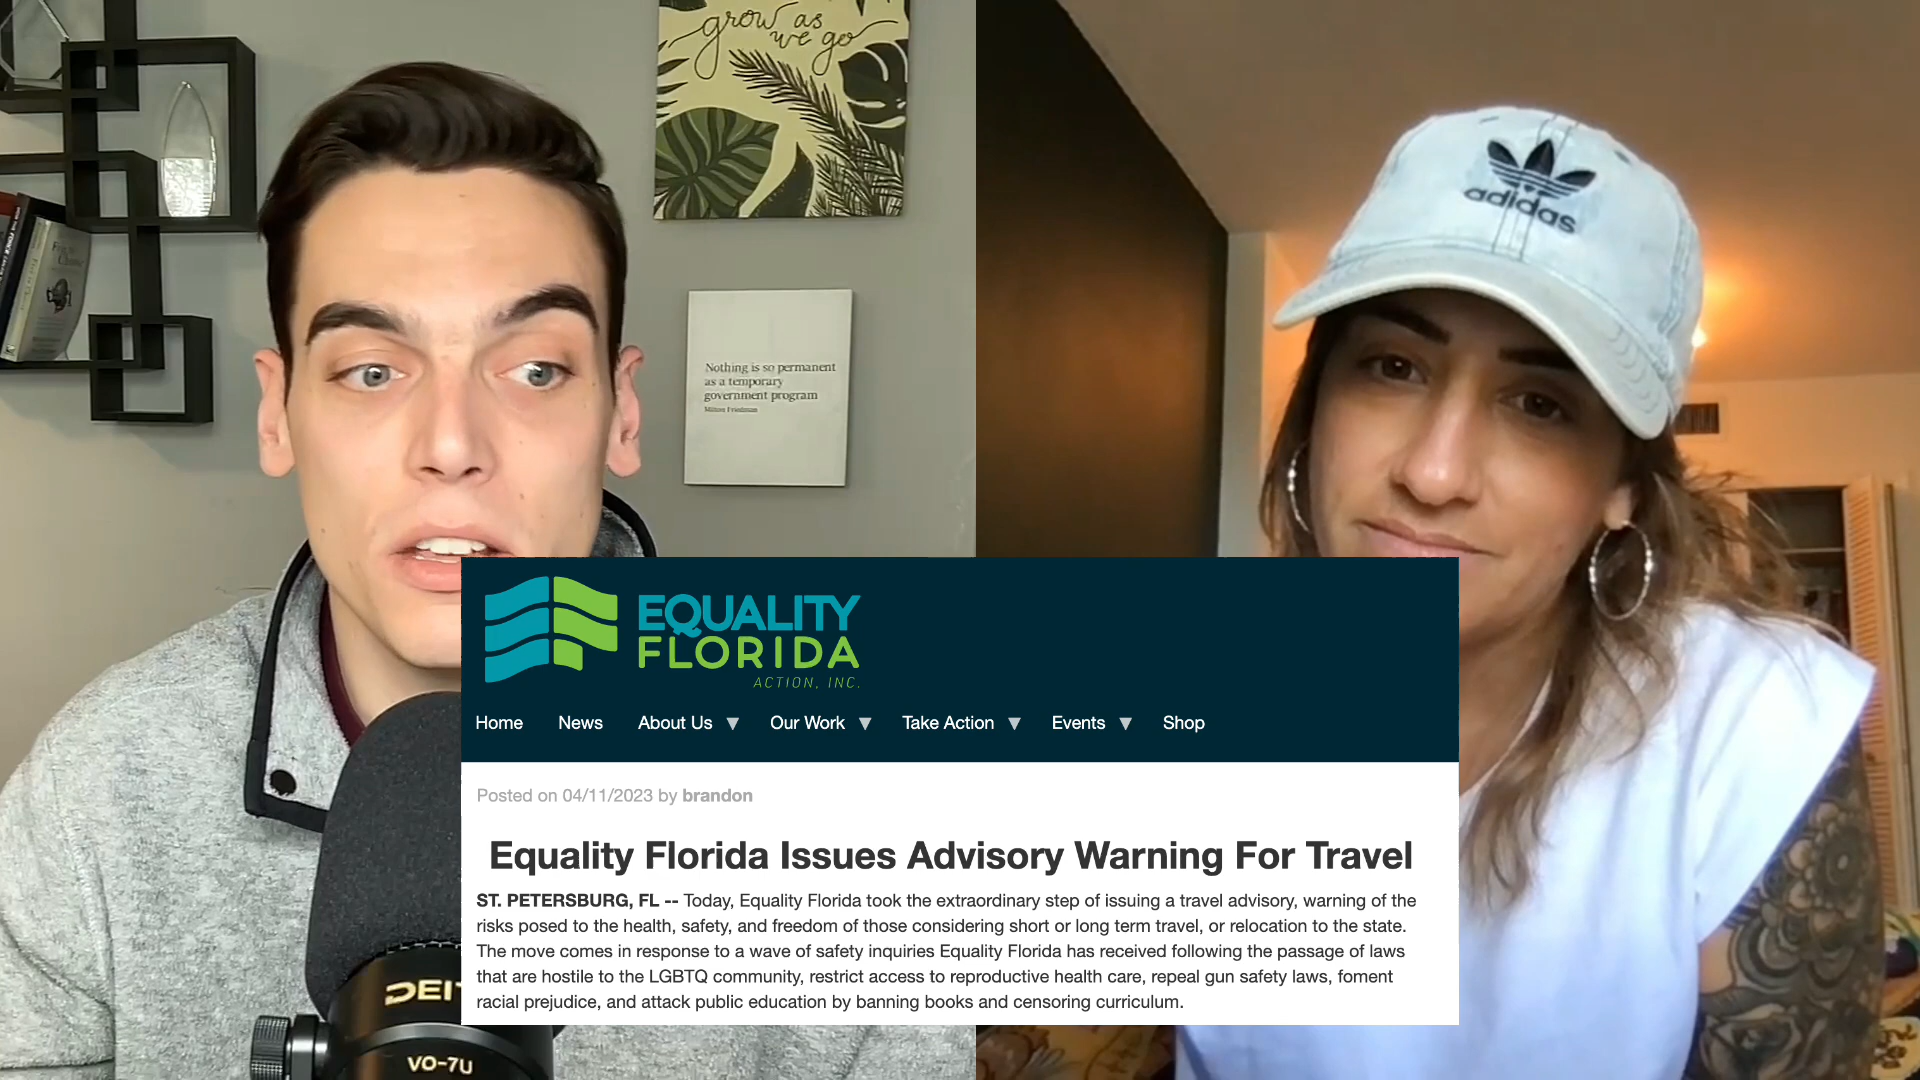 grow as
we go
Nothing is so permanent
as a temporary
government program
Milton Friedman
adidas
EQUALITY
FLORIDA
ACTION, INC.
Home News About Us ▼ Our Work ▼ Take Action ▼ Events ▼ Shop
Posted on 04/11/2023 by brandon
Equality Florida Issues Advisory Warning For Travel
ST. PETERSBURG, FL -- Today, Equality Florida took the extraordinary step of issuing a travel advisory, warning of the
risks posed to the health, safety, and freedom of those considering short or long term travel, or relocation to the state.
The move comes in response to a wave of safety inquiries Equality Florida has received following the passage of laws
that are hostile to the LGBTQ community, restrict access to reproductive health care, repeal gun safety laws, foment
racial prejudice, and attack public education by banning books and censoring curriculum.
DEI
VO-7U